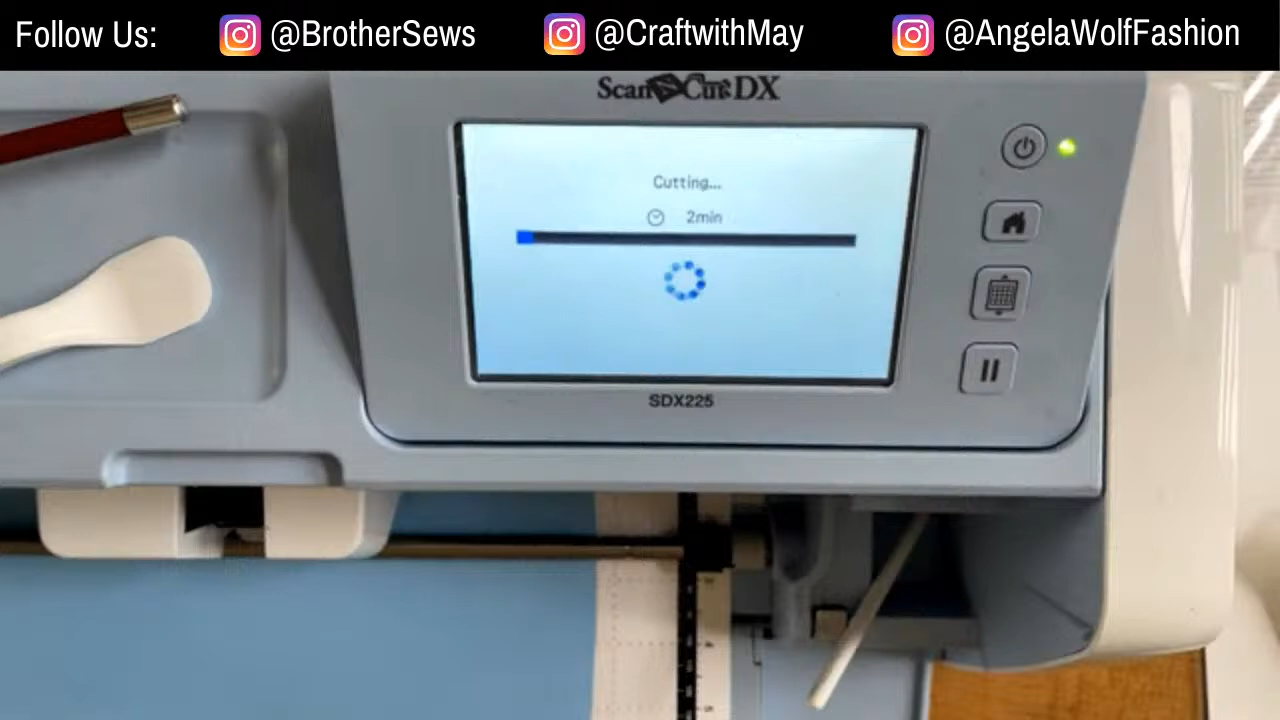 Follow Us: @BrotherSews @CraftwithMay @AngelaWolfFashion
ScanNCut DX
Cutting...
2min
SDX225